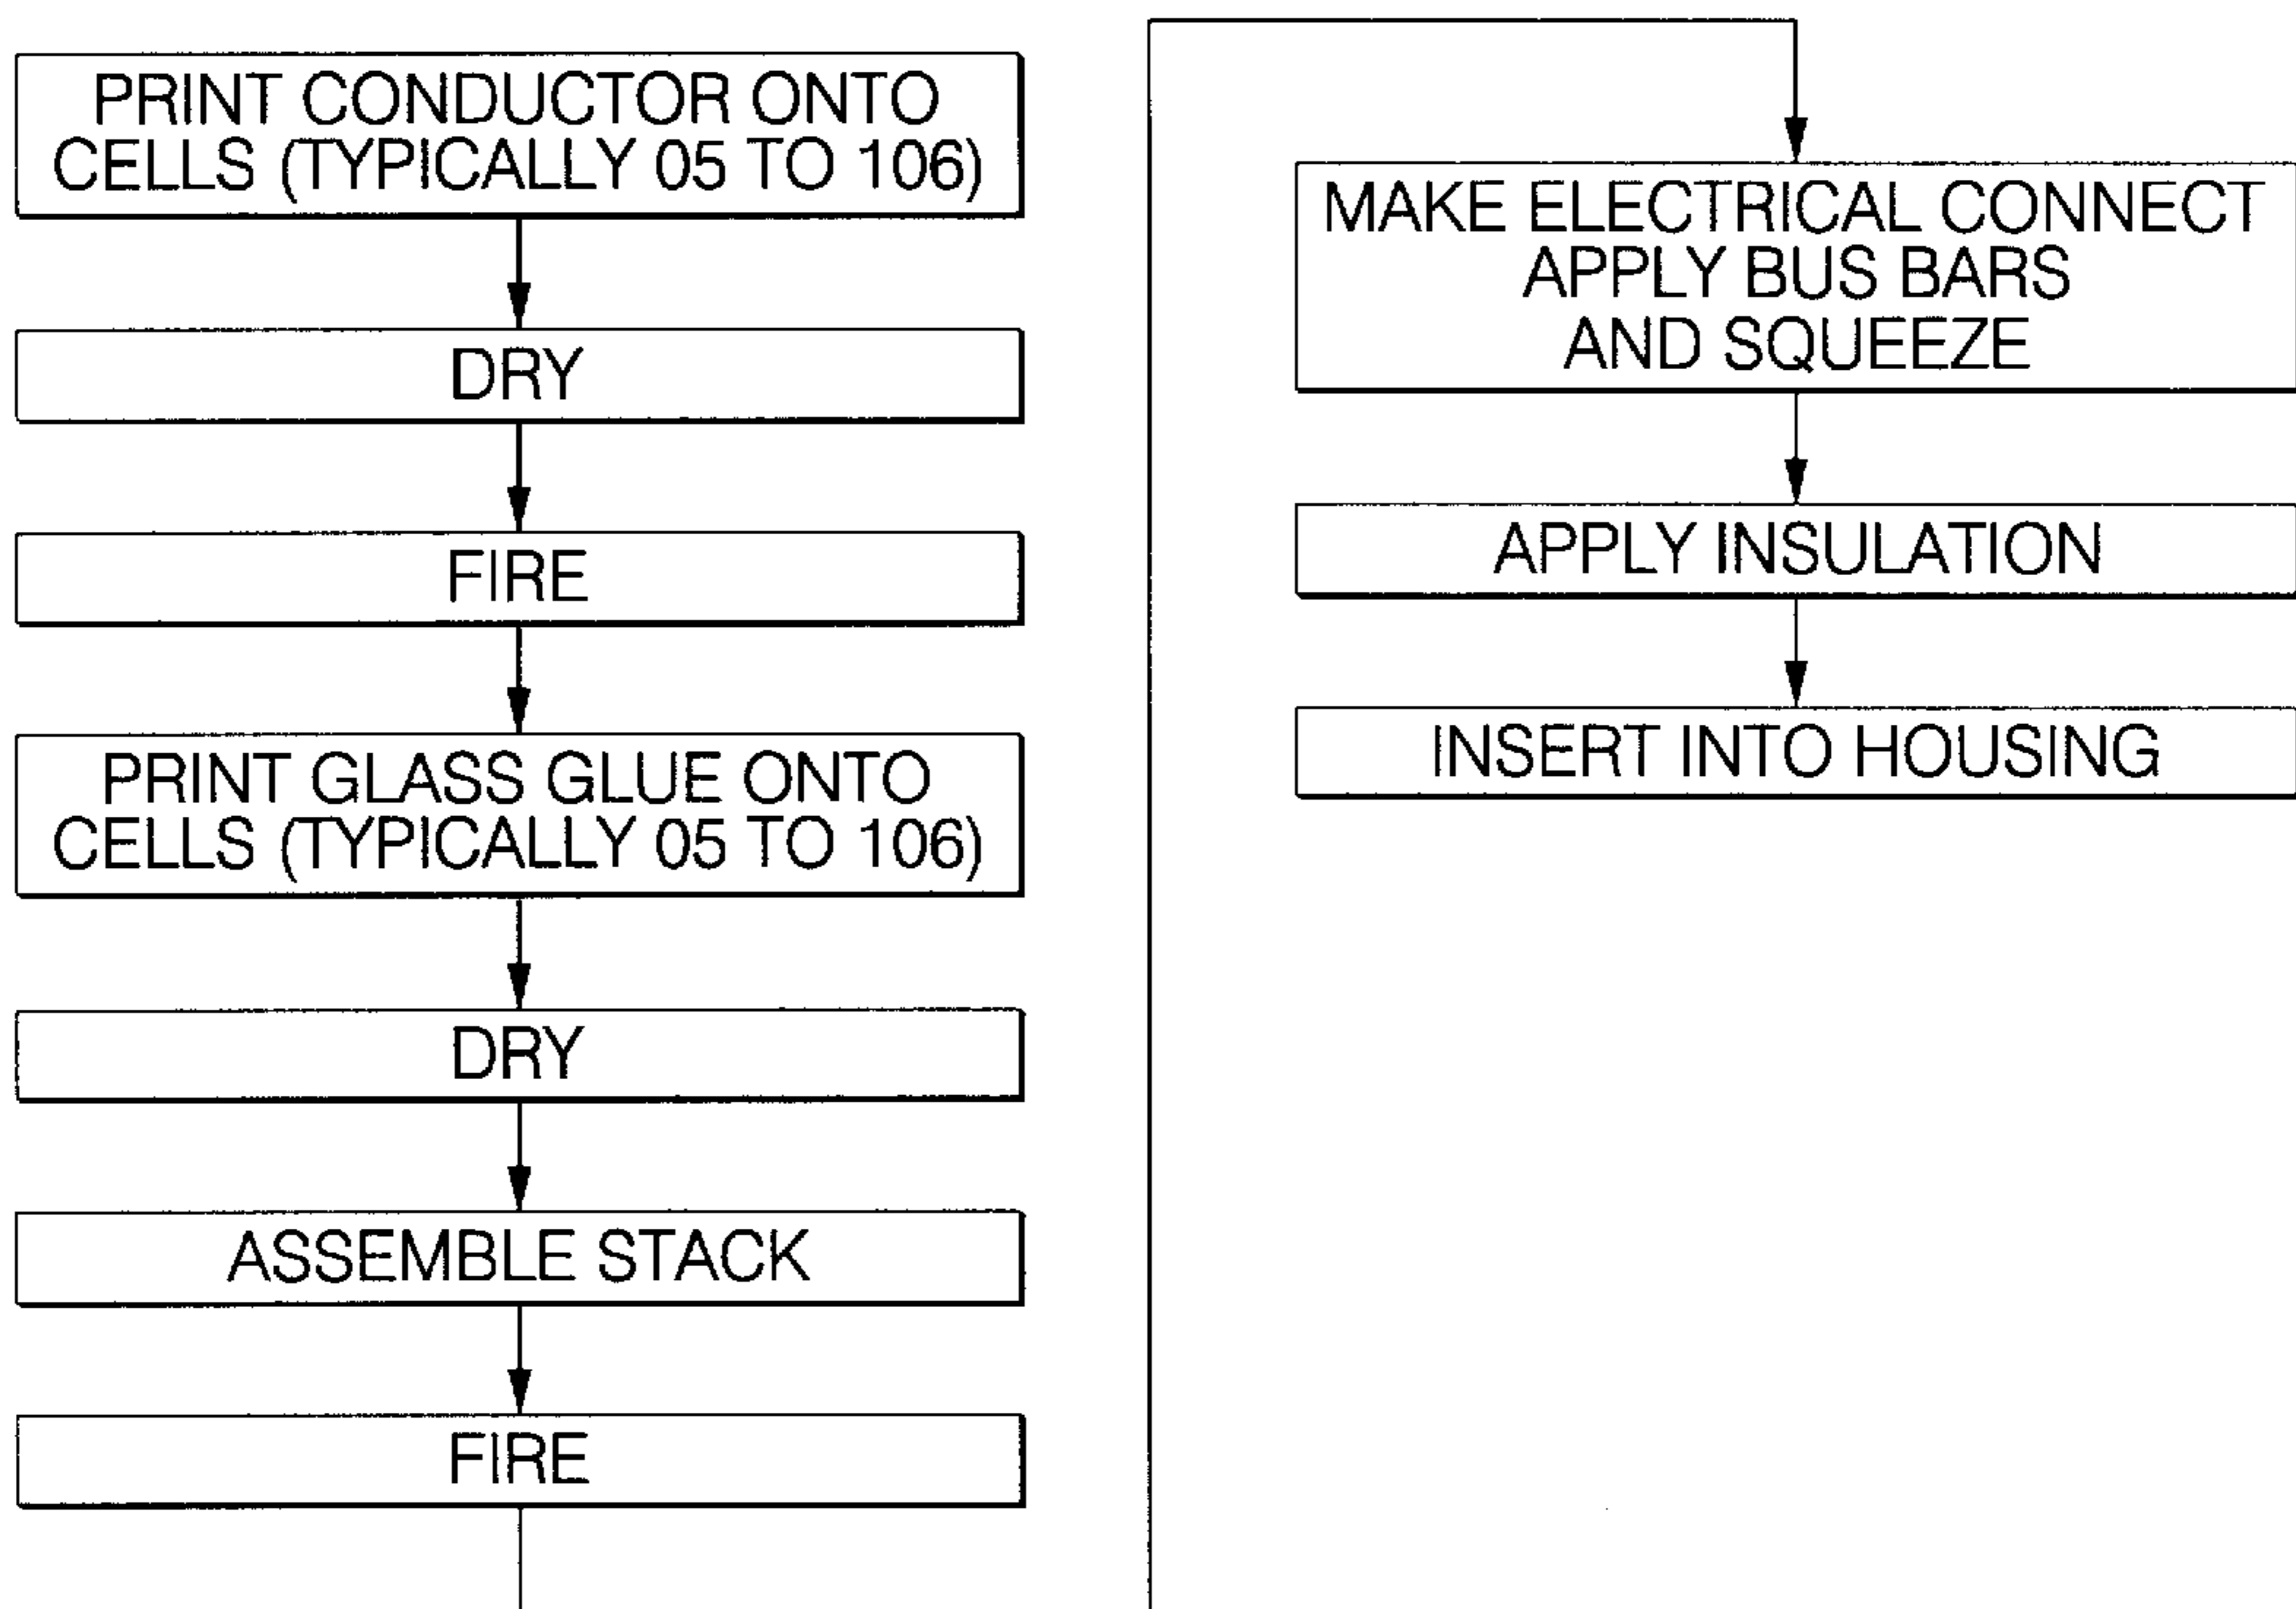 PRINT CONDUCTOR ONTO
CELLS (TYPICALLY 05 TO 106)
DRY
FIRE
PRINT GLASS GLUE ONTO
CELLS (TYPICALLY 05 TO 106)
DRY
ASSEMBLE STACK
FIRE
MAKE ELECTRICAL CONNECT
APPLY BUS BARS
AND SQUEEZE
APPLY INSULATION
INSERT INTO HOUSING